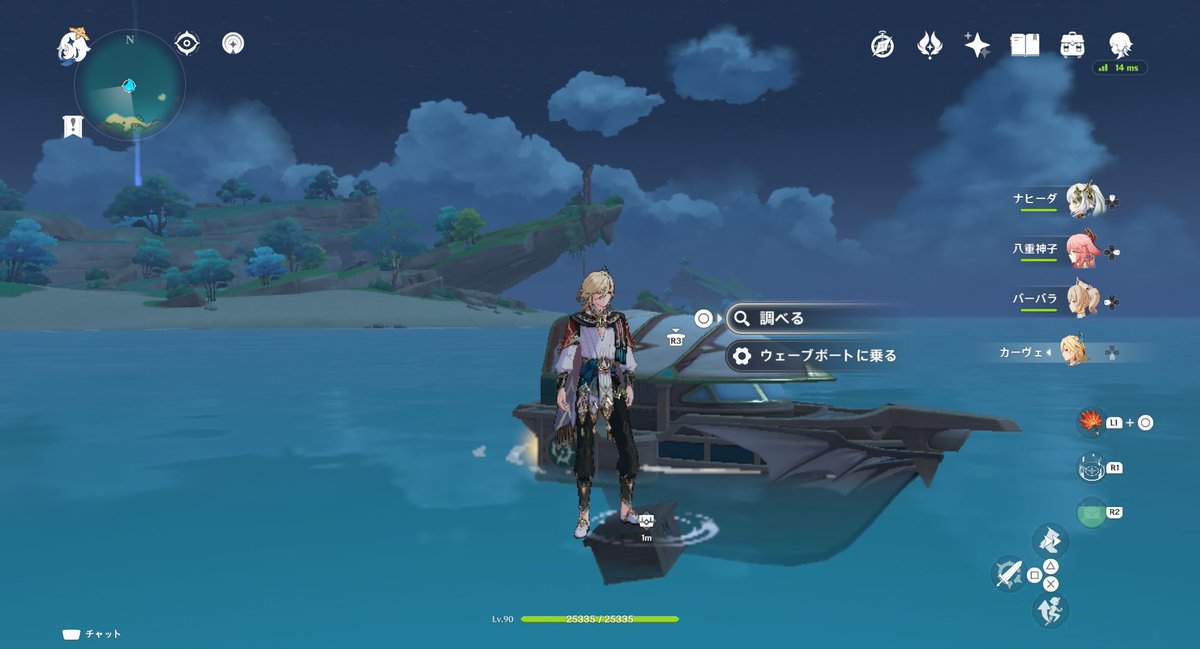 N
14 ms
ナヒーダ
八重神子
バーバラ
カーヴェ
調べる
R3
ウェーブボートに乗る
L1 +
R1
R2
1m
Lv.90
25335 / 25335
チャット